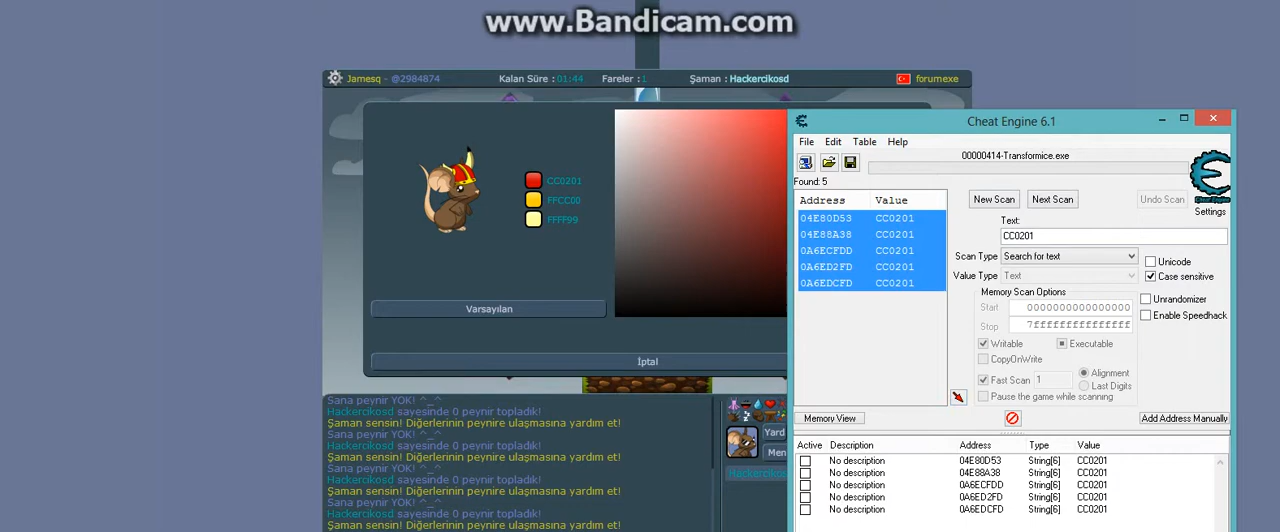 www.Bandicam.com
Jamesq - @2984874 Kalan Süre : 01:44 Fareler : 1 Şaman : Hackercikosd forumexe
CC0201
FFCC00
FFFF99
Varsayılan
İptal
Sana peynir YOK! ^_^
Hackercikosd sayesinde 0 peynir topladık!
Şaman sensin! Diğerlerinin peynire ulaşmasına yardım et!
Sana peynir YOK! ^_^
Hackercikosd sayesinde 0 peynir topladık!
Şaman sensin! Diğerlerinin peynire ulaşmasına yardım et!
Sana peynir YOK! ^_^
Hackercikosd sayesinde 0 peynir topladık!
Şaman sensin! Diğerlerinin peynire ulaşmasına yardım et!
Sana peynir YOK! ^_^
Hackercikosd sayesinde 0 peynir topladık!
Şaman sensin! Diğerlerinin peynire ulaşmasına yardım et!
Yard
Men
Hackerciko
Cheat Engine 6.1
File Edit Table Help
00000414-Transformice.exe
Found: 5
Address Value
04E80D53 CC0201
04E88A38 CC0201
0A6ECFDD CC0201
0A6ED2FD CC0201
0A6EDCFD CC0201
New Scan Next Scan Undo Scan
Settings
Text:
CC0201
Scan Type Search for text
Value Type Text
Unicode
Case sensitive
Memory Scan Options
Start 0000000000000000
Stop 7fffffffffffffff
Unrandomizer
Enable Speedhack
Writable Executable
CopyOnWrite
Fast Scan 1 Alignment
Last Digits
Pause the game while scanning
Memory View Add Address Manually
Active Description Address Type Value
No description 04E80D53 String[6] CC0201
No description 04E88A38 String[6] CC0201
No description 0A6ECFDD String[6] CC0201
No description 0A6ED2FD String[6] CC0201
No description 0A6EDCFD String[6] CC0201